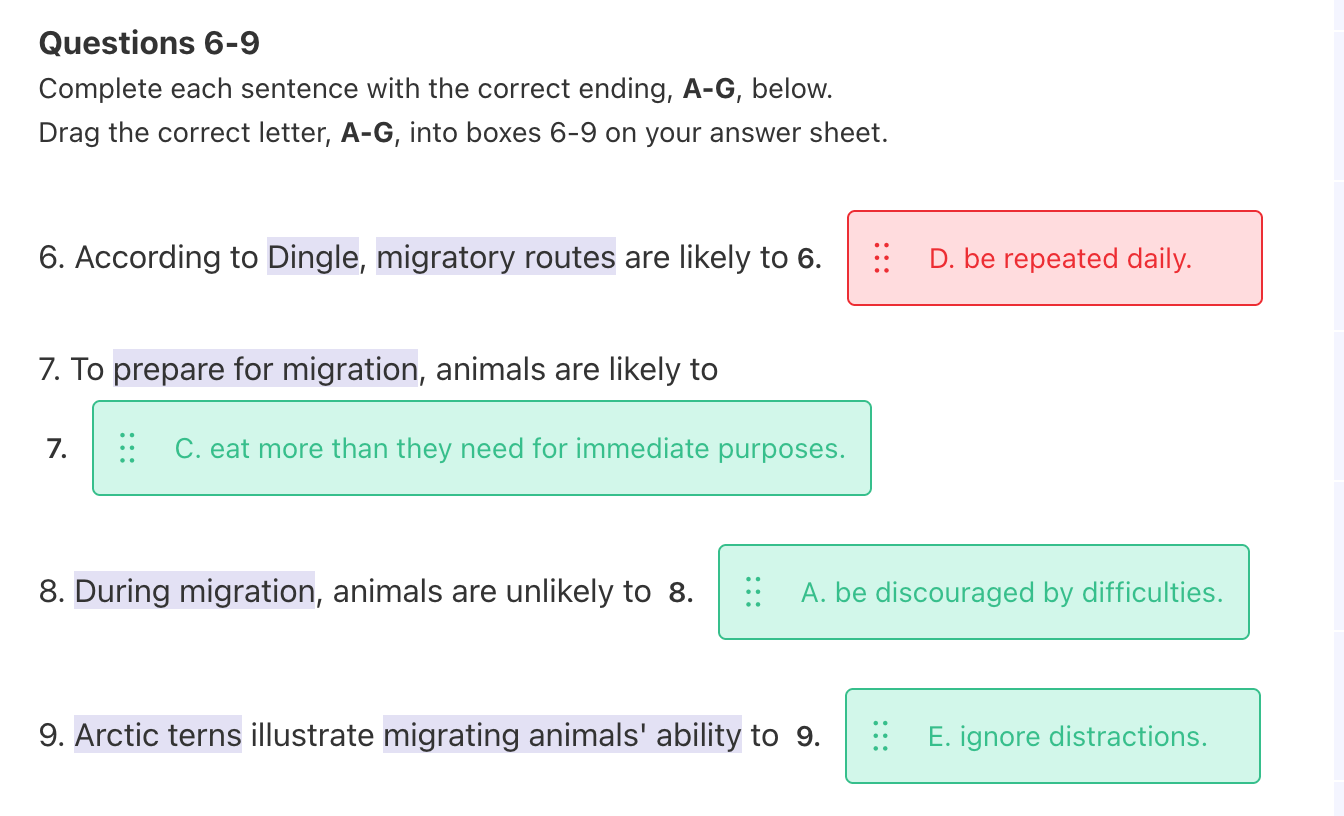 Questions 6-9
Complete each sentence with the correct ending, A-G, below.
Drag the correct letter, A-G, into boxes 6-9 on your answer sheet.
6. According to Dingle, migratory routes are likely to 6. D. be repeated daily.
7. To prepare for migration, animals are likely to
7. C. eat more than they need for immediate purposes.
8. During migration, animals are unlikely to 8. A. be discouraged by difficulties.
9. Arctic terns illustrate migrating animals' ability to 9. E. ignore distractions.